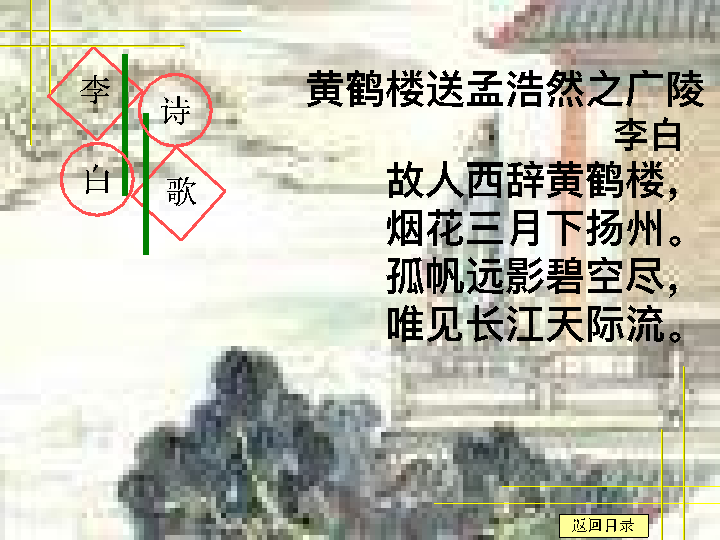 李白
诗歌
黄鹤楼送孟浩然之广陵
李白
故人西辞黄鹤楼，
烟花三月下扬州。
孤帆远影碧空尽，
唯见长江天际流。
返回目录